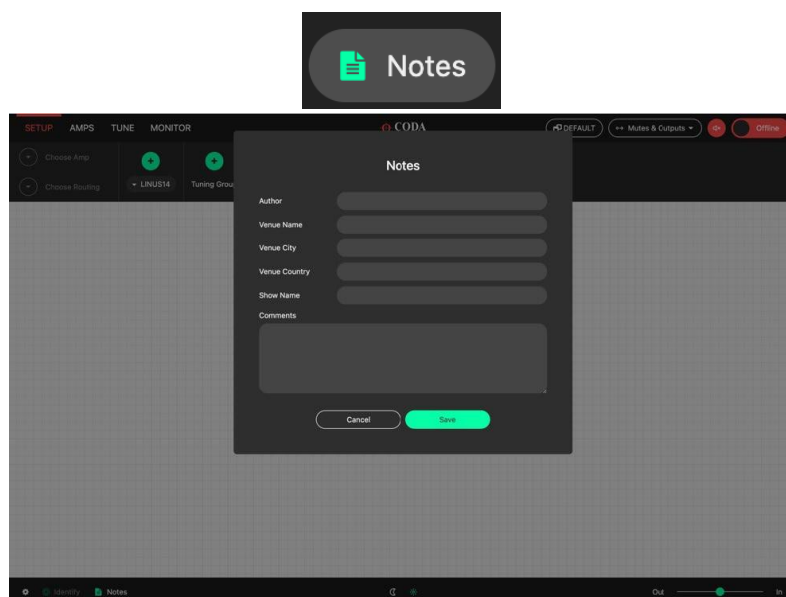 Notes
SETUP AMPS TUNE MONITOR CODA DEFAULT Mutes & Outputs Offline
Choose Amp
Choose Routing LINUS14 Tuning Grou
Notes
Author
Venue Name
Venue City
Venue Country
Show Name
Comments
Cancel Save
Identify Notes Out In